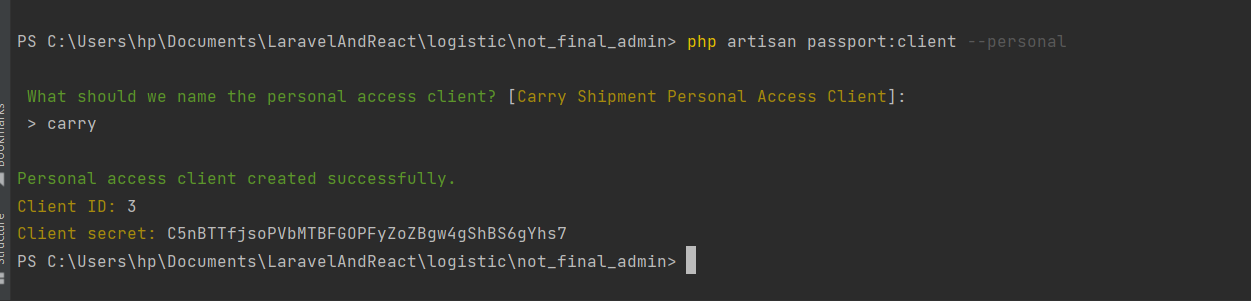 PS C:\Users\hp\Documents\LaravelAndReact\logistic\not_final_admin> php artisan passport:client --personal
What should we name the personal access client? [Carry Shipment Personal Access Client]:
> carry
Personal access client created successfully.
Client ID: 3
Client secret: C5nBTTfjsoPVbMTBFGOPFyZoZBgw4gShBS6gYhs7
PS C:\Users\hp\Documents\LaravelAndReact\logistic\not_final_admin>
Bookmarks
Structure